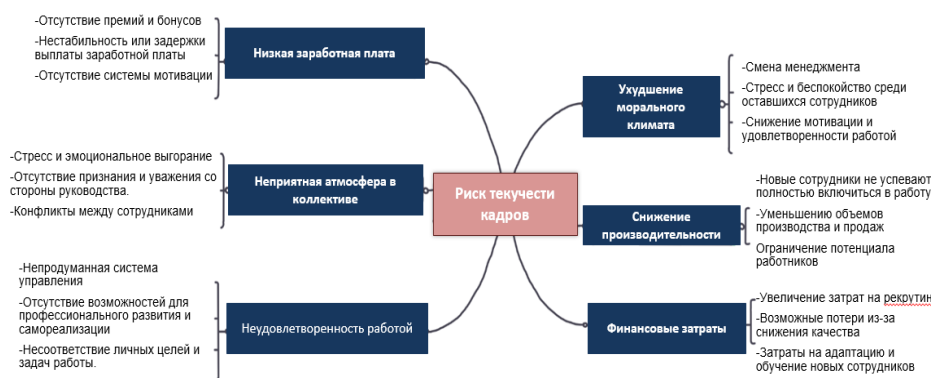 -Отсутствие премий и бонусов
-Нестабильность или задержки
выплаты заработной платы
-Отсутствие системы мотивации
Низкая заработная плата
-Стресс и эмоциональное выгорание
-Отсутствие признания и уважения со
стороны руководства.
-Конфликты между сотрудниками
Неприятная атмосфера в
коллективе
-Непродуманная система
управления
-Отсутствие возможностей для
профессионального развития и
самореализации
-Несоответствие личных целей и
задач работы.
Неудовлетворенность работой
Риск текучести
кадров
Ухудшение
морального
климата
-Смена менеджмента
-Стресс и беспокойство среди
оставшихся сотрудников
-Снижение мотивации и
удовлетворенности работой
Снижение
производительности
-Новые сотрудники не успевают
полностью включиться в работу
-Уменьшению объемов
производства и продаж
Ограничение потенциала
работников
Финансовые затраты
-Увеличение затрат на рекрутин
-Возможные потери из-за
снижения качества
-Затраты на адаптацию и
обучение новых сотрудников